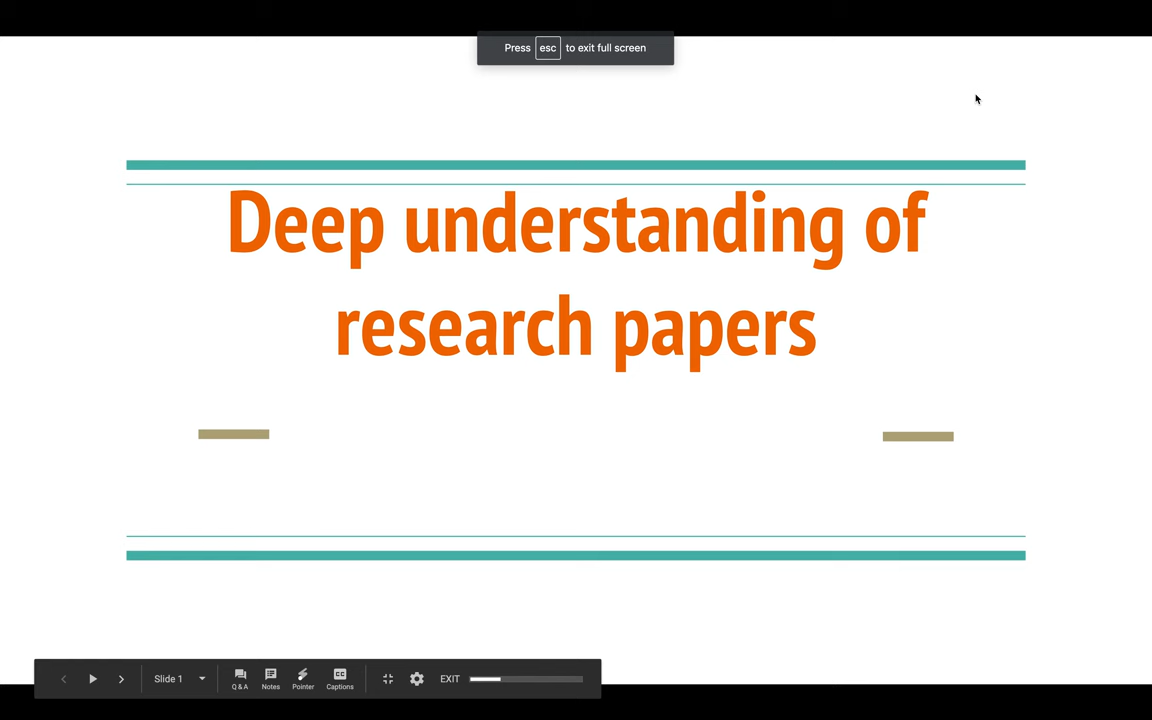 Press esc to exit full screen
Deep understanding of
research papers
Slide 1
Q & A
Notes
Pointer
CC
Captions
EXIT